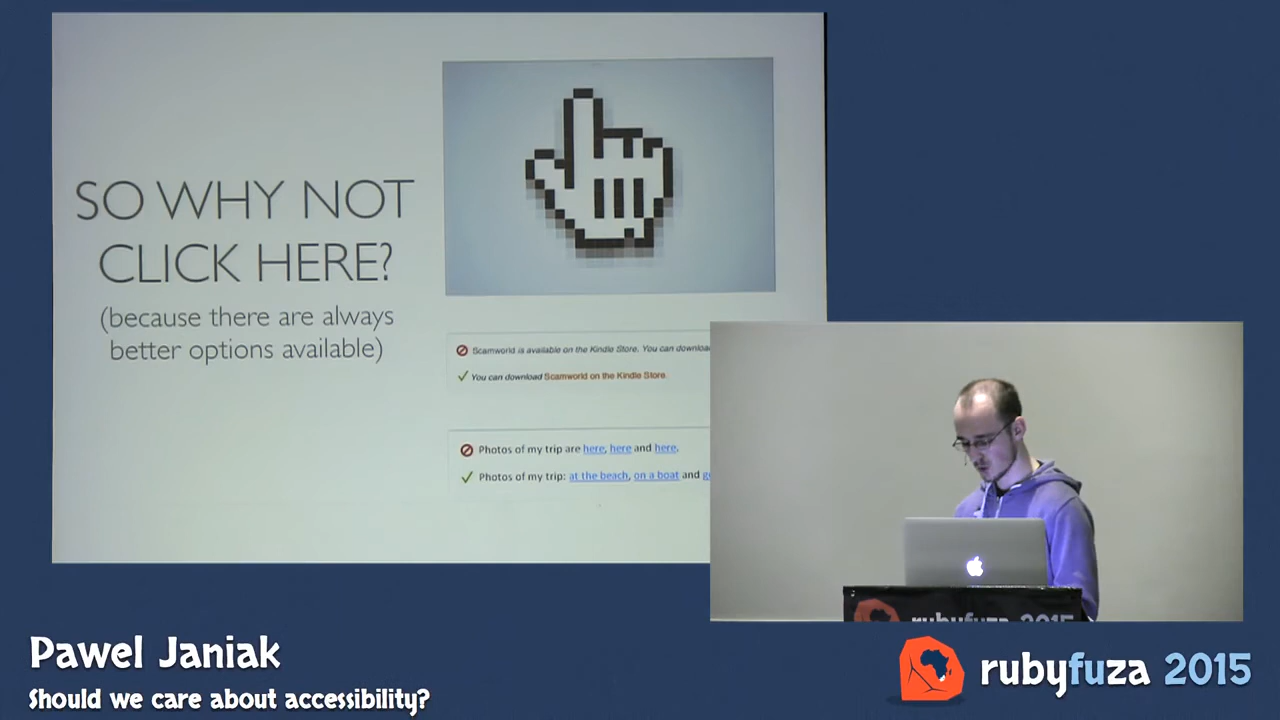 SO WHY NOT
CLICK HERE?
(because there are always
better options available)
Scamworld is available on the Kindle Store. You can download
You can download Scamworld on the Kindle Store.
Photos of my trip are here, here and here.
Photos of my trip: at the beach, on a boat and
rubyfuza 2015
Pawel Janiak
Should we care about accessibility?
rubyfuza 2015